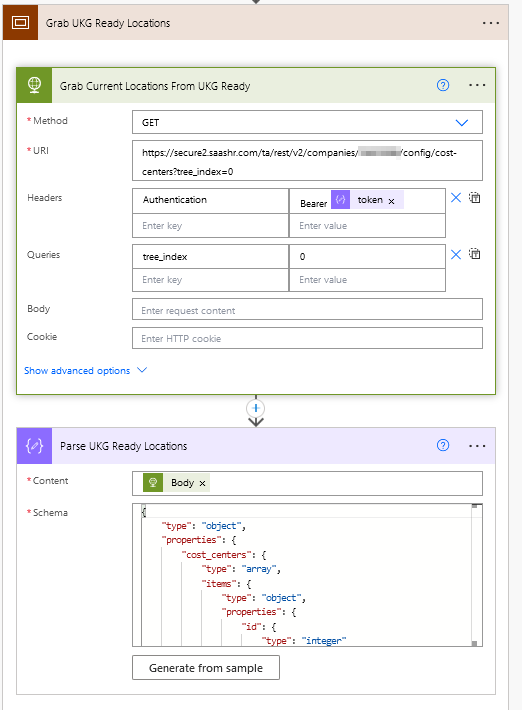 Grab UKG Ready Locations
Grab Current Locations From UKG Ready
* Method
GET
* URI
https://secure2.saashr.com/ta/rest/v2/companies/ /config/cost-
centers?tree_index=0
Headers
Authentication
Bearer token ×
Enter key
Enter value
Queries
tree_index
0
Enter key
Enter value
Body
Enter request content
Cookie
Enter HTTP cookie
Show advanced options
Parse UKG Ready Locations
* Content
Body ×
* Schema
{
"type": "object",
"properties": {
"cost_centers": {
"type": "array",
"items": {
"type": "object",
"properties": {
"id": {
"type": "integer"
Generate from sample